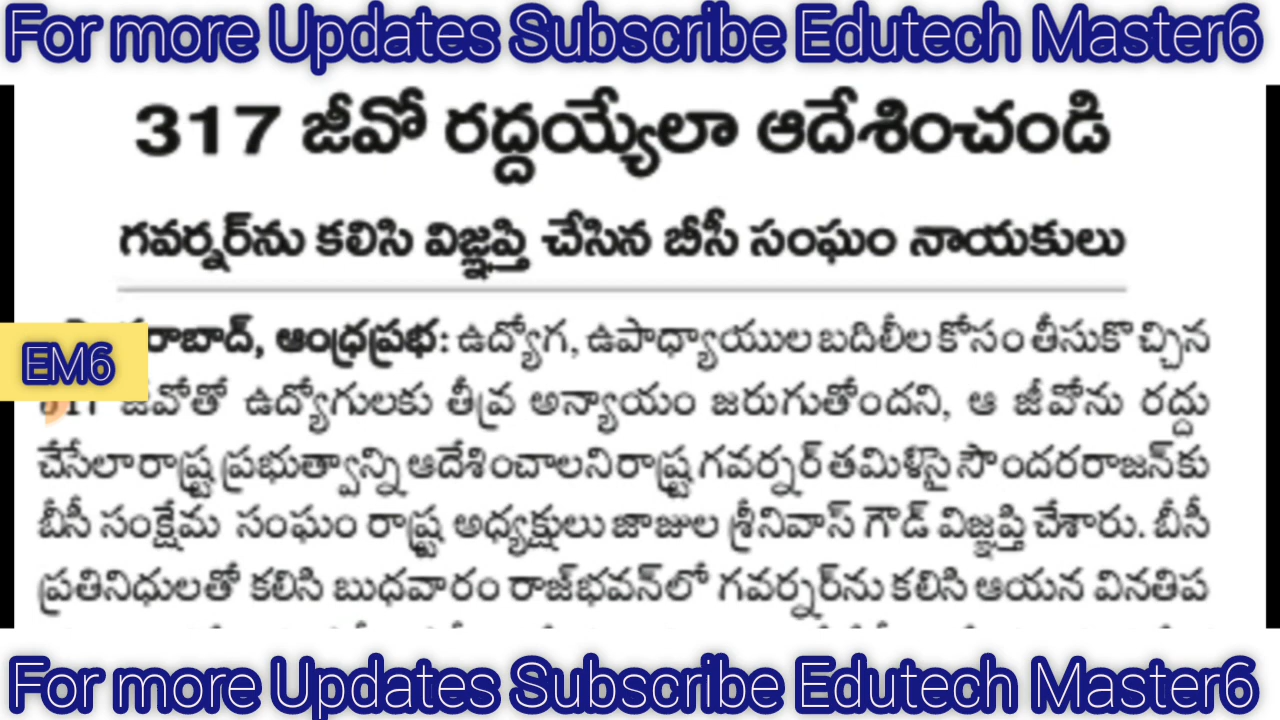 For more Updates Subscribe Edutech Master6
317 జీవో రద్దయ్యేలా ఆదేశించండి
గవర్నర్‌ను కలిసి విజ్ఞప్తి చేసిన బీసీ సంఘం నాయకులు
ఆంధ్రప్రభ: ఉద్యోగ, ఉపాధ్యాయుల బదిలీల కోసం తీసుకొచ్చిన
EM6
జీవోతో ఉద్యోగులకు తీవ్ర అన్యాయం జరుగుతోందని, ఆ జీవోను రద్దు
చేసేలా రాష్ట్ర ప్రభుత్వాన్ని ఆదేశించాలని రాష్ట్ర గవర్నర్ తమిళిసై సౌందరరాజన్‌కు
బీసీ సంక్షేమ సంఘం రాష్ట్ర అధ్యక్షులు జాజుల శ్రీనివాస్ గౌడ్ విజ్ఞప్తి చేశారు. బీసీ
ప్రతినిధులతో కలిసి బుధవారం రాజ్‌భవన్‌లో గవర్నర్‌ను కలిసి ఆయన వినతిప
For more Updates Subscribe Edutech Master6